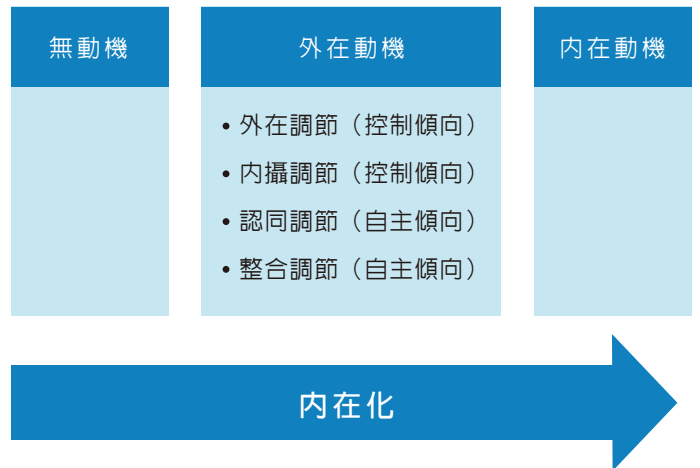 無動機
外在動機
內在動機
• 外在調節（控制傾向）
• 內攝調節（控制傾向）
• 認同調節（自主傾向）
• 整合調節（自主傾向）
內在化